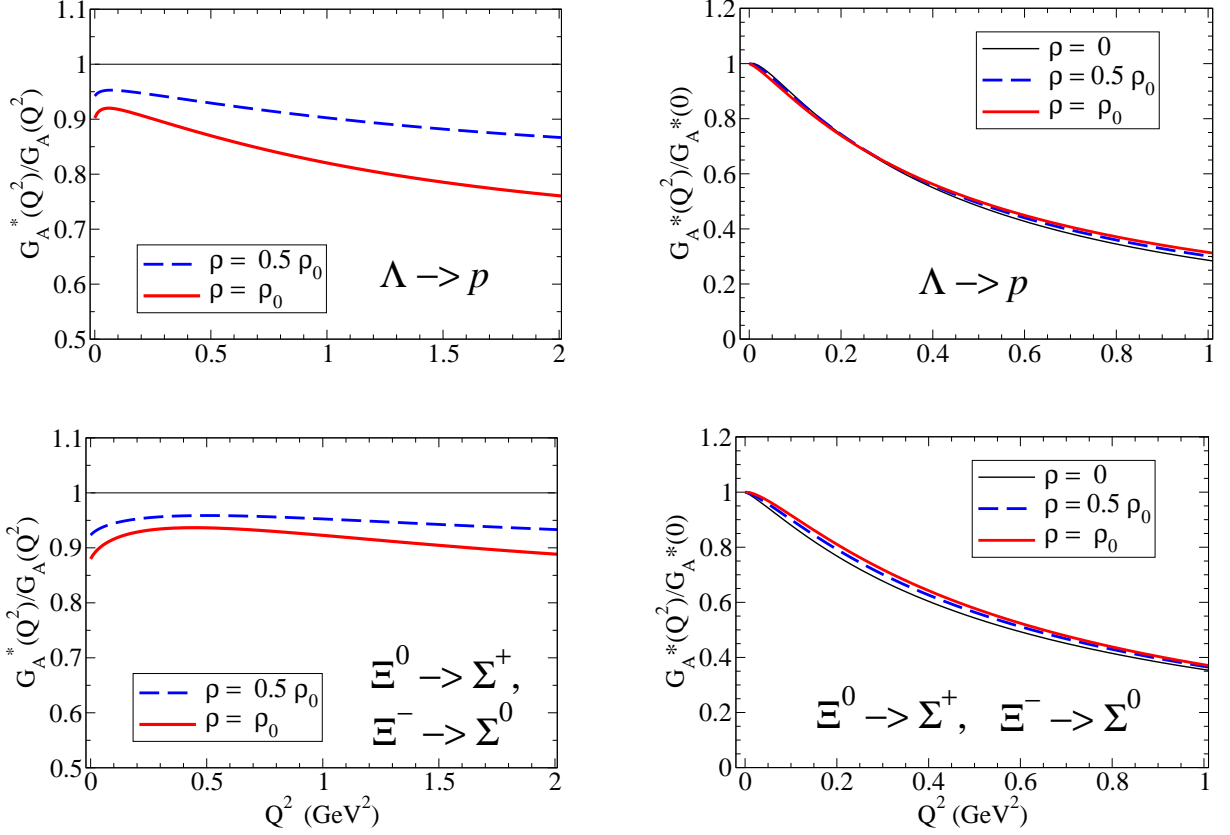 1.1
1
0.9
0.8
0.7
0.6
0.5
G_A^*(Q^2)/G_A(Q^2)
ρ = 0.5 ρ_0
ρ = ρ_0
Λ −> p
0 0.5 1 1.5 2
1.2
1
0.8
0.6
0.4
0.2
0
G_A*(Q^2)/G_A*(0)
ρ = 0
ρ = 0.5 ρ_0
ρ = ρ_0
Λ −> p
0 0.2 0.4 0.6 0.8 1
1.1
1
0.9
0.8
0.7
0.6
0.5
G_A^*(Q^2)/G_A(Q^2)
ρ = 0.5 ρ_0
ρ = ρ_0
Ξ^0 −> Σ^+,
Ξ^− −> Σ^0
0 0.5 1 1.5 2
Q^2 (GeV^2)
1.2
1
0.8
0.6
0.4
0.2
0
G_A*(Q^2)/G_A*(0)
ρ = 0
ρ = 0.5 ρ_0
ρ = ρ_0
Ξ^0 −> Σ^+, Ξ^− −> Σ^0
0 0.2 0.4 0.6 0.8 1
Q^2 (GeV^2)